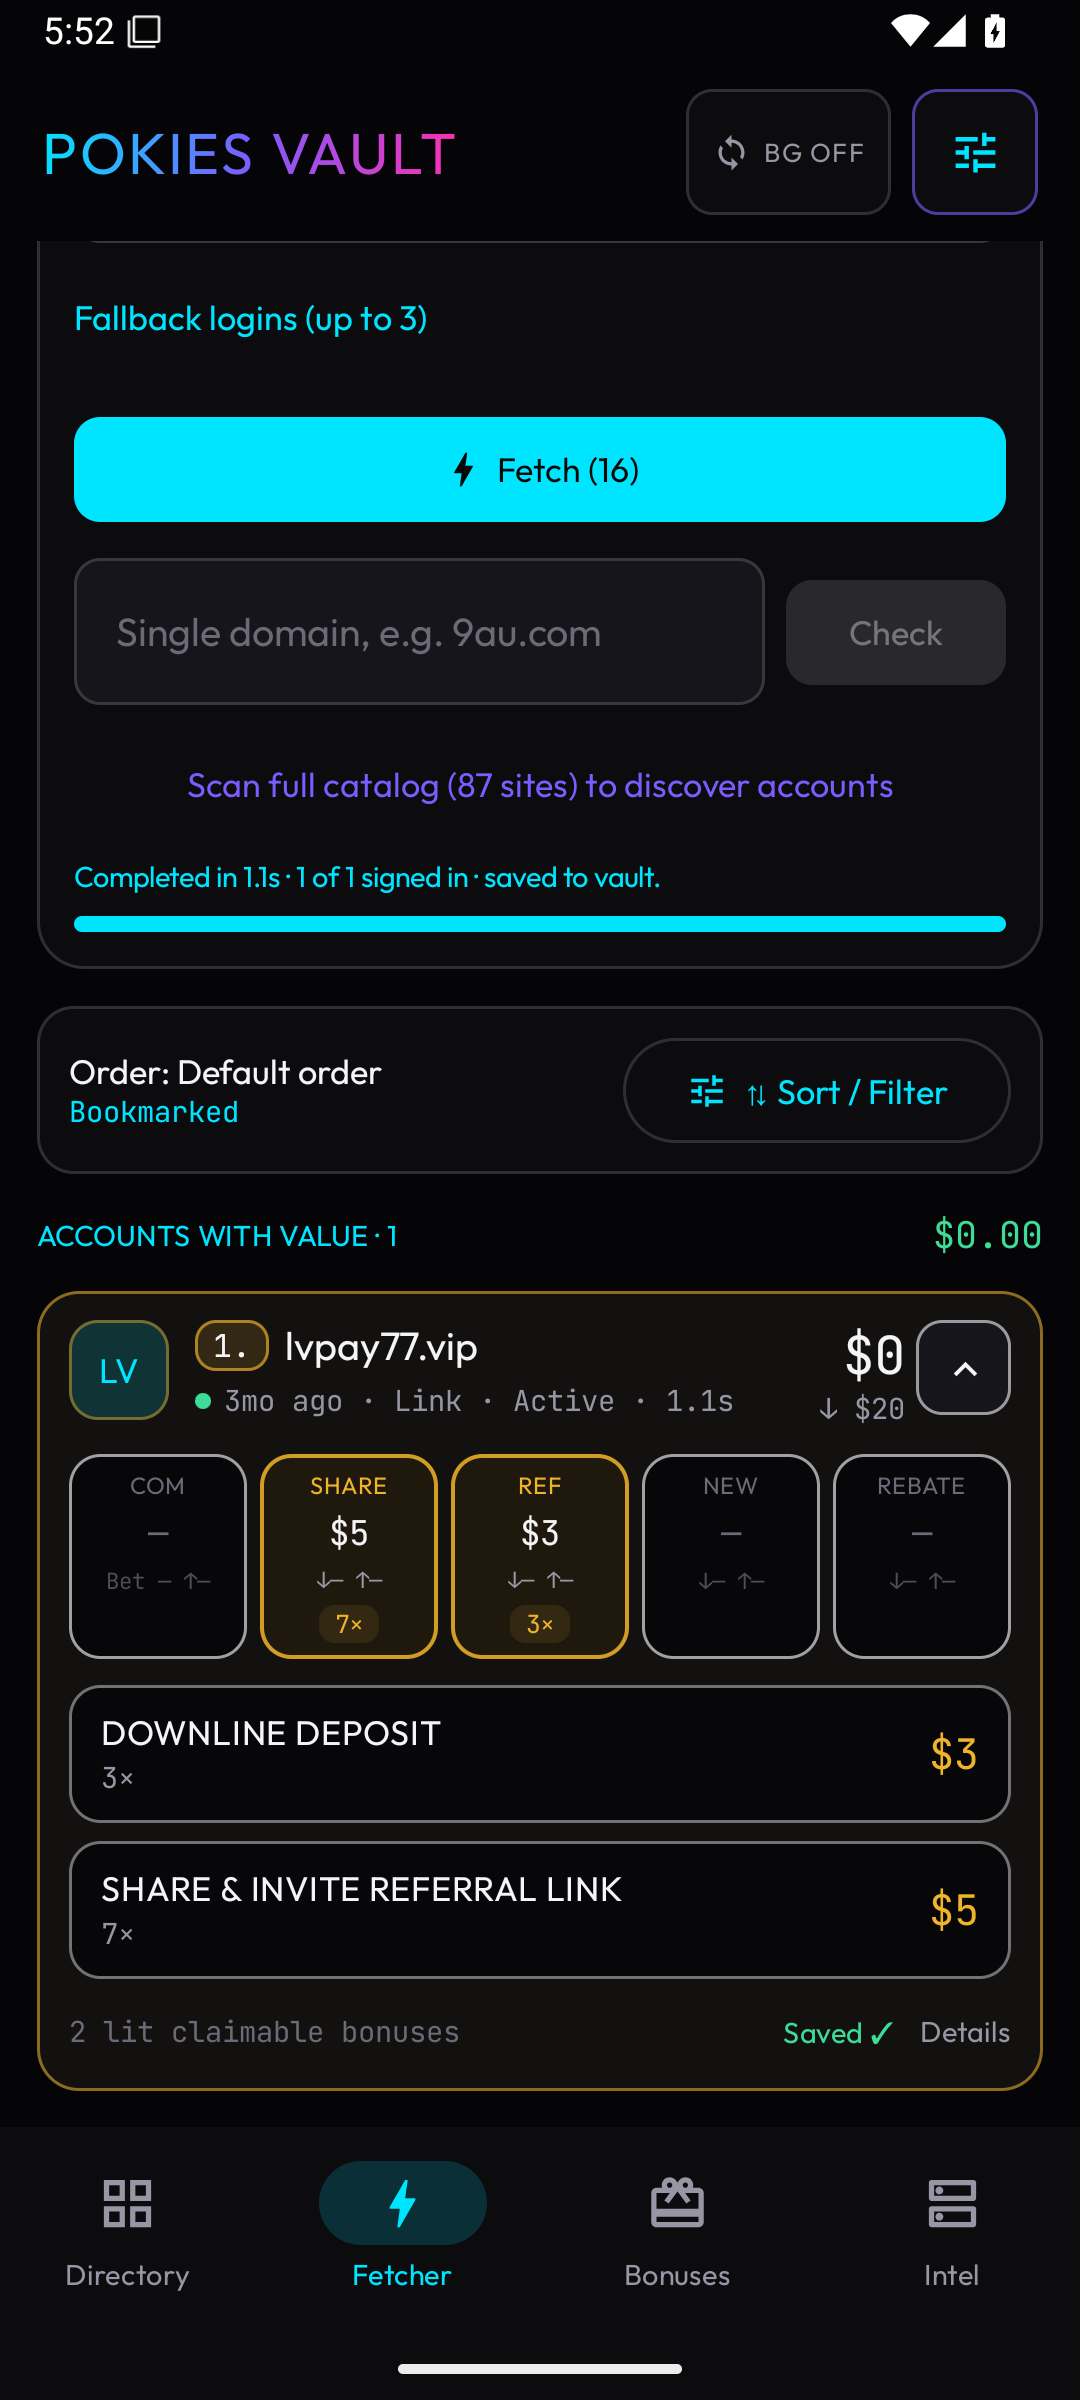 5:52
POKIES VAULT
BG OFF
Fallback logins (up to 3)
Fetch (16)
Single domain, e.g. 9au.com
Check
Scan full catalog (87 sites) to discover accounts
Completed in 1.1s · 1 of 1 signed in · saved to vault.
Order: Default order
Bookmarked
↑↓ Sort / Filter
ACCOUNTS WITH VALUE · 1
$0.00
LV
1. lvpay77.vip
$0
3mo ago · Link · Active · 1.1s
↓ $20
COM
SHARE
REF
NEW
REBATE
—
$5
$3
—
—
Bet — ↑—
↓— ↑—
↓— ↑—
↓— ↑—
↓— ↑—
7×
3×
DOWNLINE DEPOSIT
3×
$3
SHARE & INVITE REFERRAL LINK
7×
$5
2 lit claimable bonuses
Saved ✓
Details
Directory
Fetcher
Bonuses
Intel